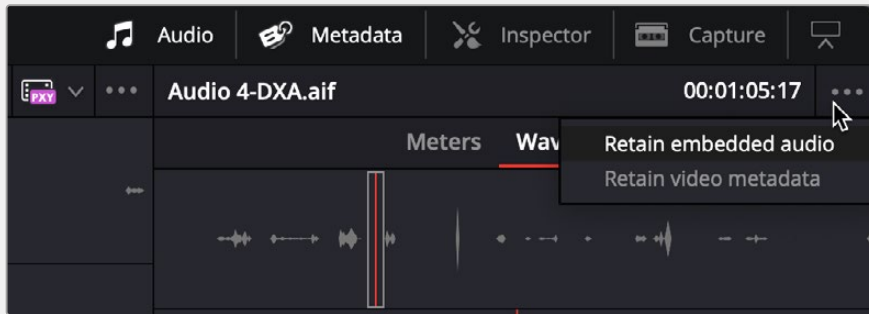 Audio Metadata Inspector Capture
PXY Audio 4-DXA.aif 00:01:05:17
Meters Wav
Retain embedded audio
Retain video metadata